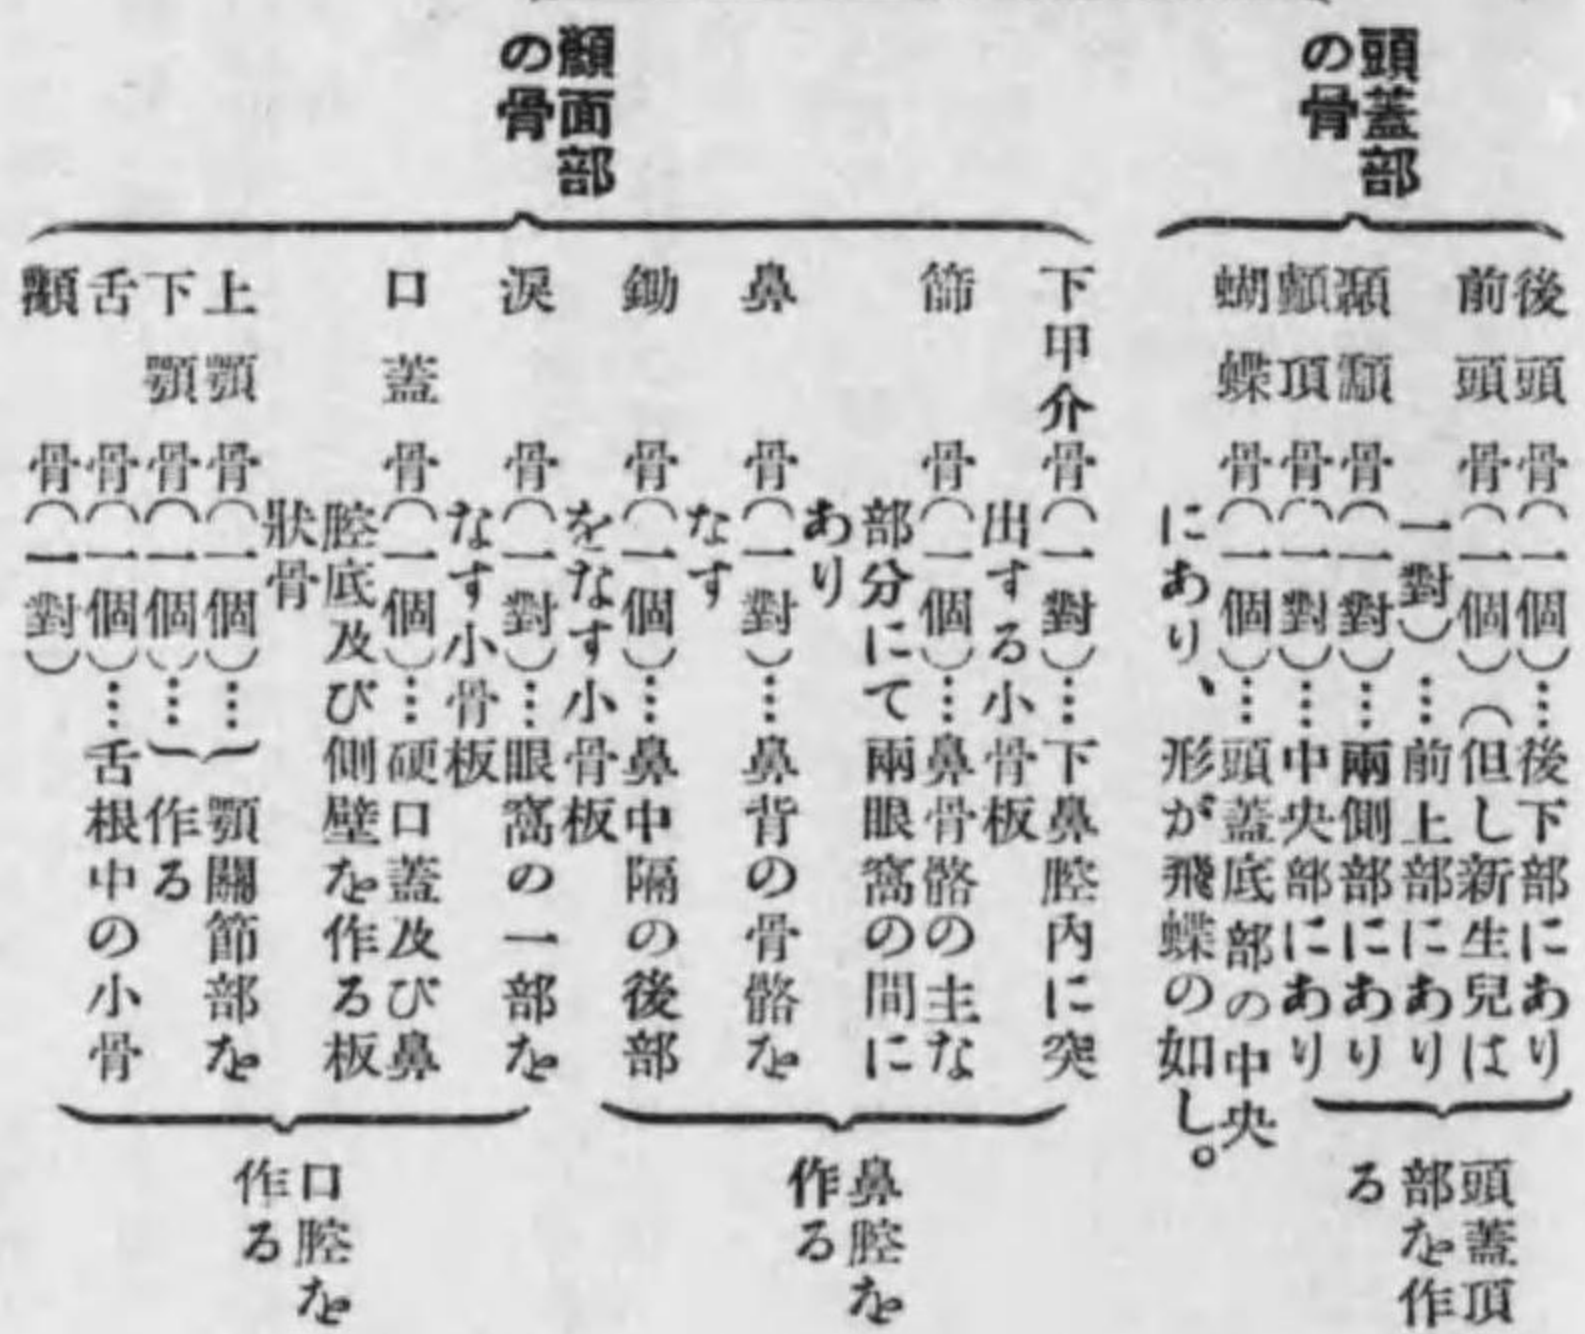 頭蓋部
の骨
後頭骨(一個)…後下部にあり
前頭骨(一個)(但し新生兒は
一對)…前上部にあり
顳顬骨(一對)…兩側部にあり
顱頂骨(一對)…中央部にあり
蝴蝶骨(一個)…頭蓋底部の中央
にあり、形が飛蝶の如し。
頭蓋頂
部を作
る
顏面部
の骨
下甲介骨(一對)…下鼻腔內に突
出する小骨板
篩骨(一個)…鼻骨骼の主な
部分にて兩眼窩の間に
あり
鼻骨(一對)…鼻背の骨骼を
なす
鋤骨(一個)…鼻中隔の後部
をなす小骨板
淚骨(一對)…眼窩の一部を
なす小骨板
口蓋骨(一個)…硬口蓋及び鼻
腔底及び側壁を作る板
狀骨
上顎骨(一個)…顎關節部を
下顎骨(一個)…作る
舌骨(一個)…舌根中の小骨
顴骨(一對)
鼻腔を
作る
口腔を
作る